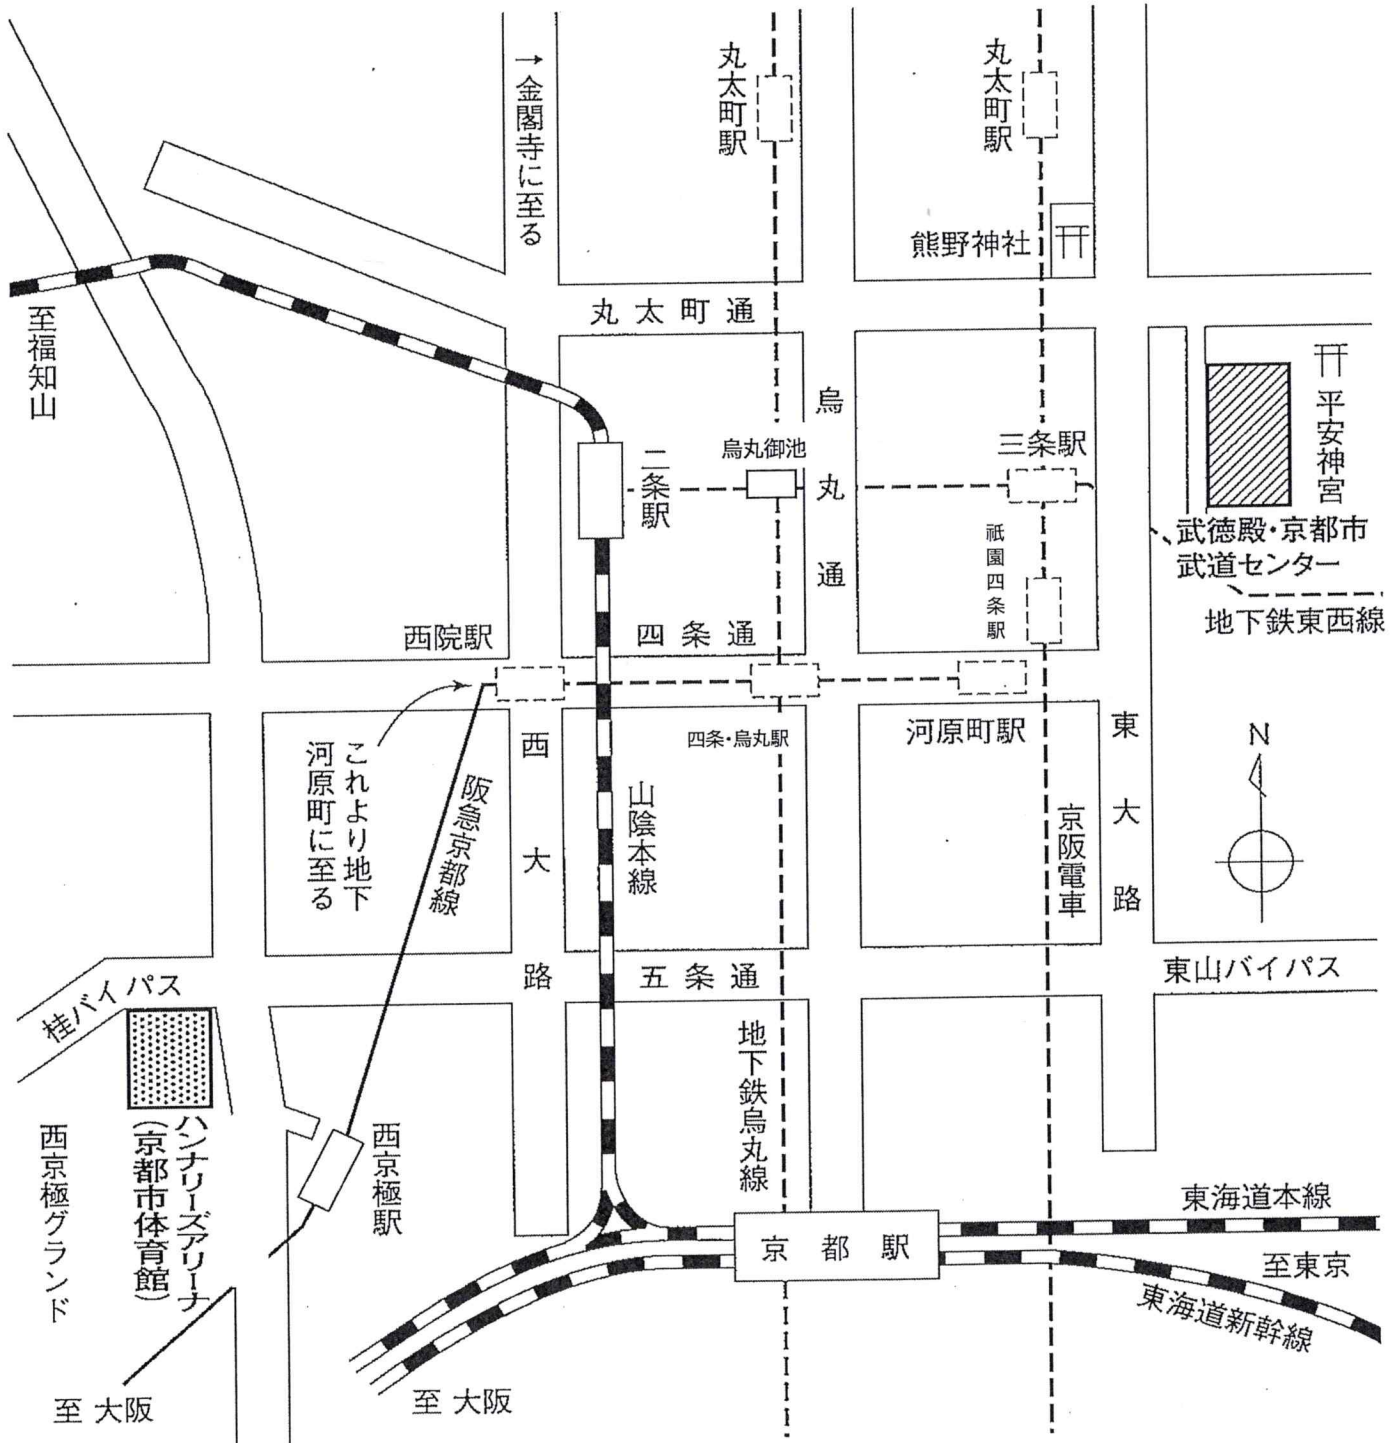 ↑金閣寺に至る
丸太町駅
丸太町駅
熊野神社
至福知山
丸太町通
平安神宮
烏丸通
二条駅
烏丸御池
三条駅
武徳殿・京都市
武道センター
祇園四条駅
地下鉄東西線
西院駅
四条通
四条・烏丸駅
河原町駅
これより地下
河原町に至る
阪急京都線
西大路
山陰本線
京阪電車
東大路
N
桂バイパス
五条通
東山バイパス
地下鉄烏丸線
ハンナリーズアリーナ
(京都市体育館)
西京極グランド
西京極駅
京都駅
東海道本線
至東京
東海道新幹線
至 大阪
至 大阪